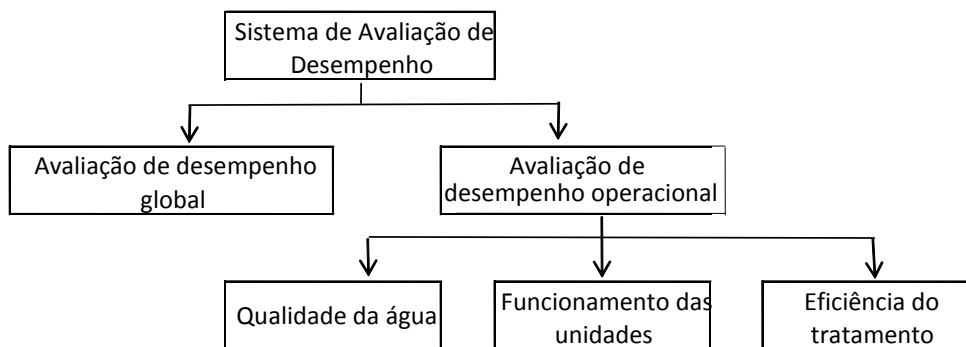 Sistema de Avaliação de
Desempenho
Avaliação de desempenho
global
Avaliação de
desempenho operacional
Qualidade da água
Funcionamento das
unidades
Eficiência do
tratamento